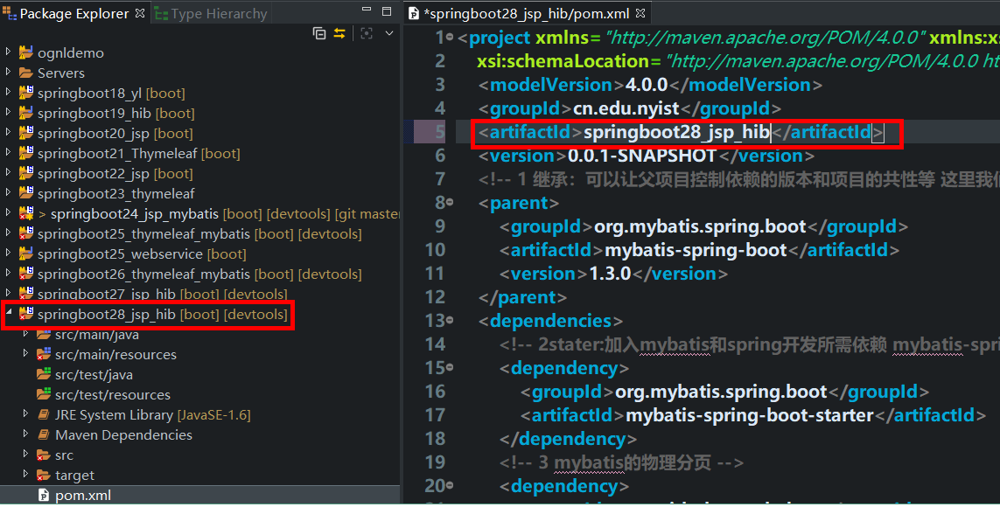 Package Explorer
Type Hierarchy
ognldemo
Servers
springboot18_yl [boot]
springboot19_hib [boot]
springboot20_jsp [boot]
springboot21_Thymeleaf [boot]
springboot22_jsp [boot]
springboot23_thymeleaf
> springboot24_jsp_mybatis [boot] [devtools] [git master
springboot25_thymeleaf_mybatis [boot] [devtools]
springboot25_webservice [boot]
springboot26_thymeleaf_mybatis [boot] [devtools]
springboot27_jsp_hib [boot] [devtools]
springboot28_jsp_hib [boot] [devtools]
src/main/java
src/main/resources
src/test/java
src/test/resources
JRE System Library [JavaSE-1.6]
Maven Dependencies
src
target
pom.xml
*springboot28_jsp_hib/pom.xml
1 <project xmlns="http://maven.apache.org/POM/4.0.0" xmlns:xs
2 xsi:schemaLocation="http://maven.apache.org/POM/4.0.0 ht
3 <modelVersion>4.0.0</modelVersion>
4 <groupId>cn.edu.nyist</groupId>
5 <artifactId>springboot28_jsp_hib</artifactId>
6 <version>0.0.1-SNAPSHOT</version>
7 <!-- 1 继承：可以让父项目控制依赖的版本和项目的共性等 这里我们
8 <parent>
9 <groupId>org.mybatis.spring.boot</groupId>
10 <artifactId>mybatis-spring-boot</artifactId>
11 <version>1.3.0</version>
12 </parent>
13 <dependencies>
14 <!-- 2stater:加入mybatis和spring开发所需依赖 mybatis-spri
15 <dependency>
16 <groupId>org.mybatis.spring.boot</groupId>
17 <artifactId>mybatis-spring-boot-starter</artifactId>
18 </dependency>
19 <!-- 3 mybatis的物理分页 -->
20 <dependency>